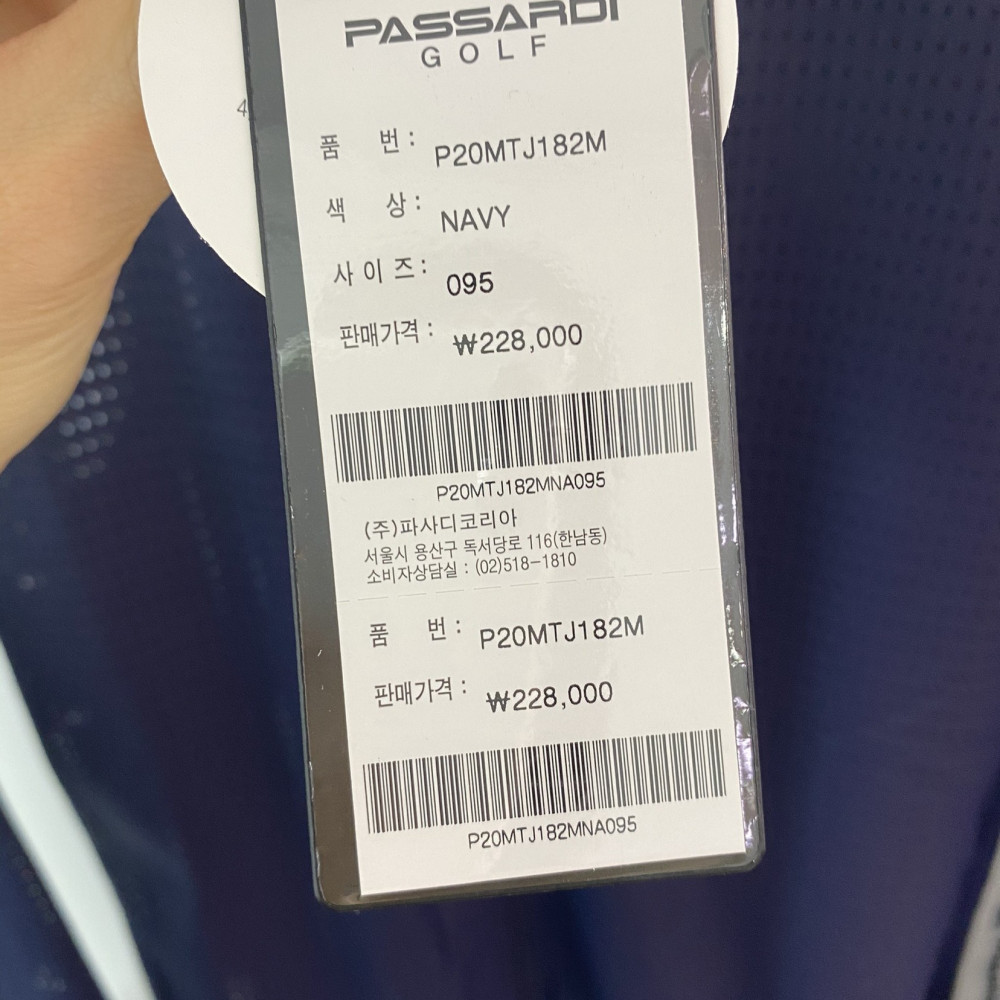 PASSARDI
GOLF
4
품 번 : P20MTJ182M
색 상 : NAVY
사 이 즈 : 095
판매가격 : ₩228,000
P20MTJ182MNA095
(주)파사디코리아
서울시 용산구 독서당로 116(한남동)
소비자상담실 : (02)518-1810
품 번 : P20MTJ182M
판매가격 : ₩228,000
P20MTJ182MNA095